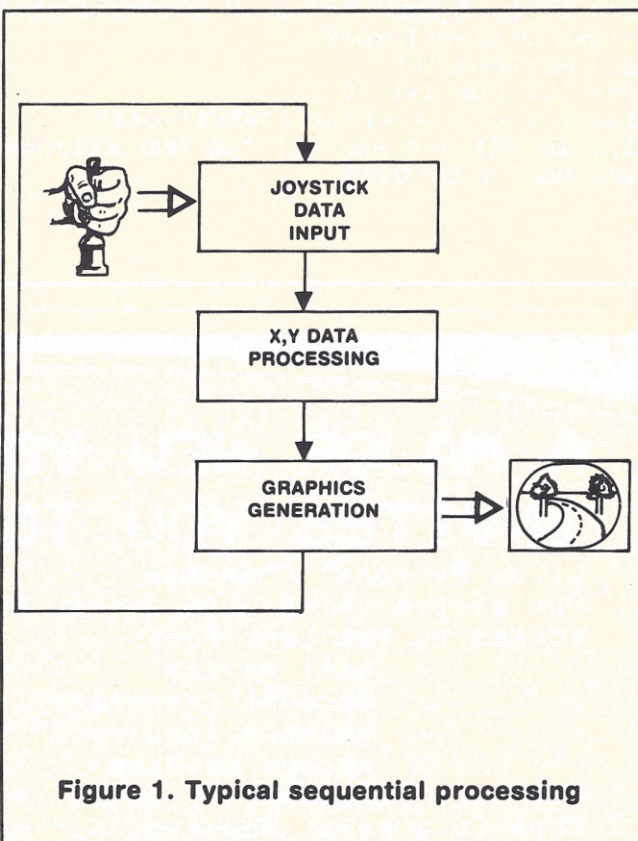 JOYSTICK
DATA
INPUT
X,Y DATA
PROCESSING
GRAPHICS
GENERATION
Figure 1. Typical sequential processing